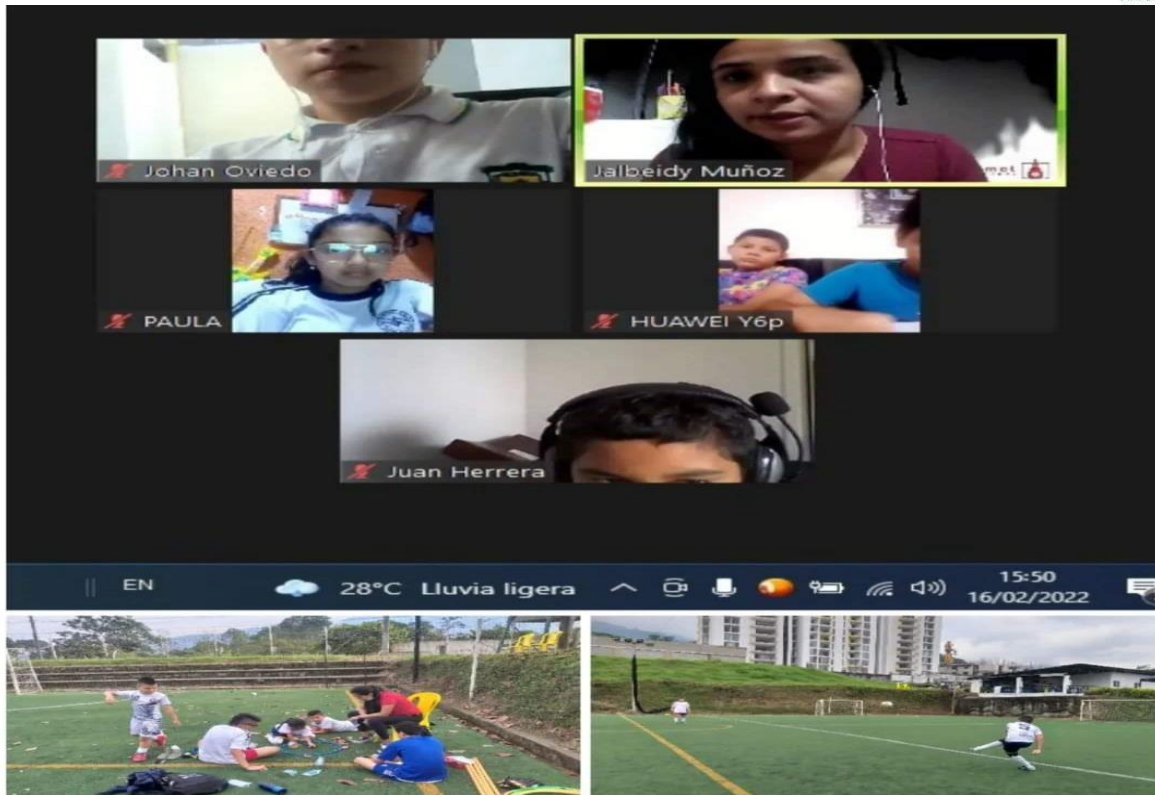 Johan Oviedo
Jalbeidy Muñoz
PAULA
HUAWEI Y6p
Juan Herrera
EN
28°C Lluvia ligera
15:50
16/02/2022